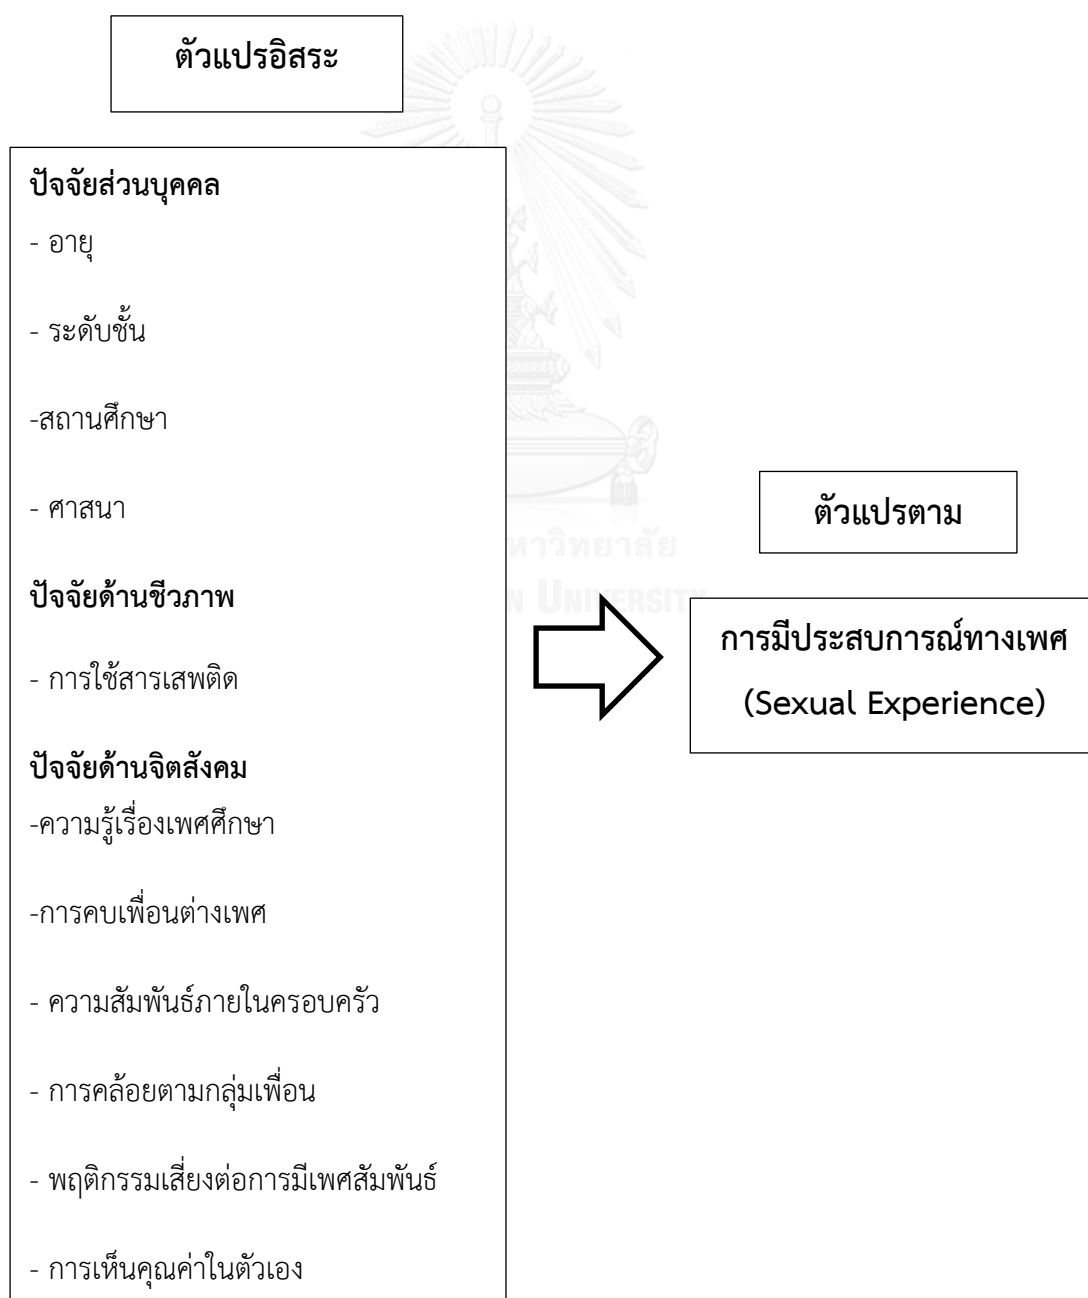 ตัวแปรอิสระ
ปัจจัยส่วนบุคคล
- อายุ
- ระดับชั้น
-สถานศึกษา
- ศาสนา
ปัจจัยด้านชีวภาพ
- การใช้สารเสพติด
ปัจจัยด้านจิตสังคม
-ความรู้เรื่องเพศศึกษา
-การคบเพื่อนต่างเพศ
- ความสัมพันธ์ภายในครอบครัว
- การคล้อยตามกลุ่มเพื่อน
- พฤติกรรมเสี่ยงต่อการมีเพศสัมพันธ์
- การเห็นคุณค่าในตัวเอง
หาวิทยาลัย
N UNIVERSITY
ตัวแปรตาม
การมีประสบการณ์ทางเพศ
(Sexual Experience)